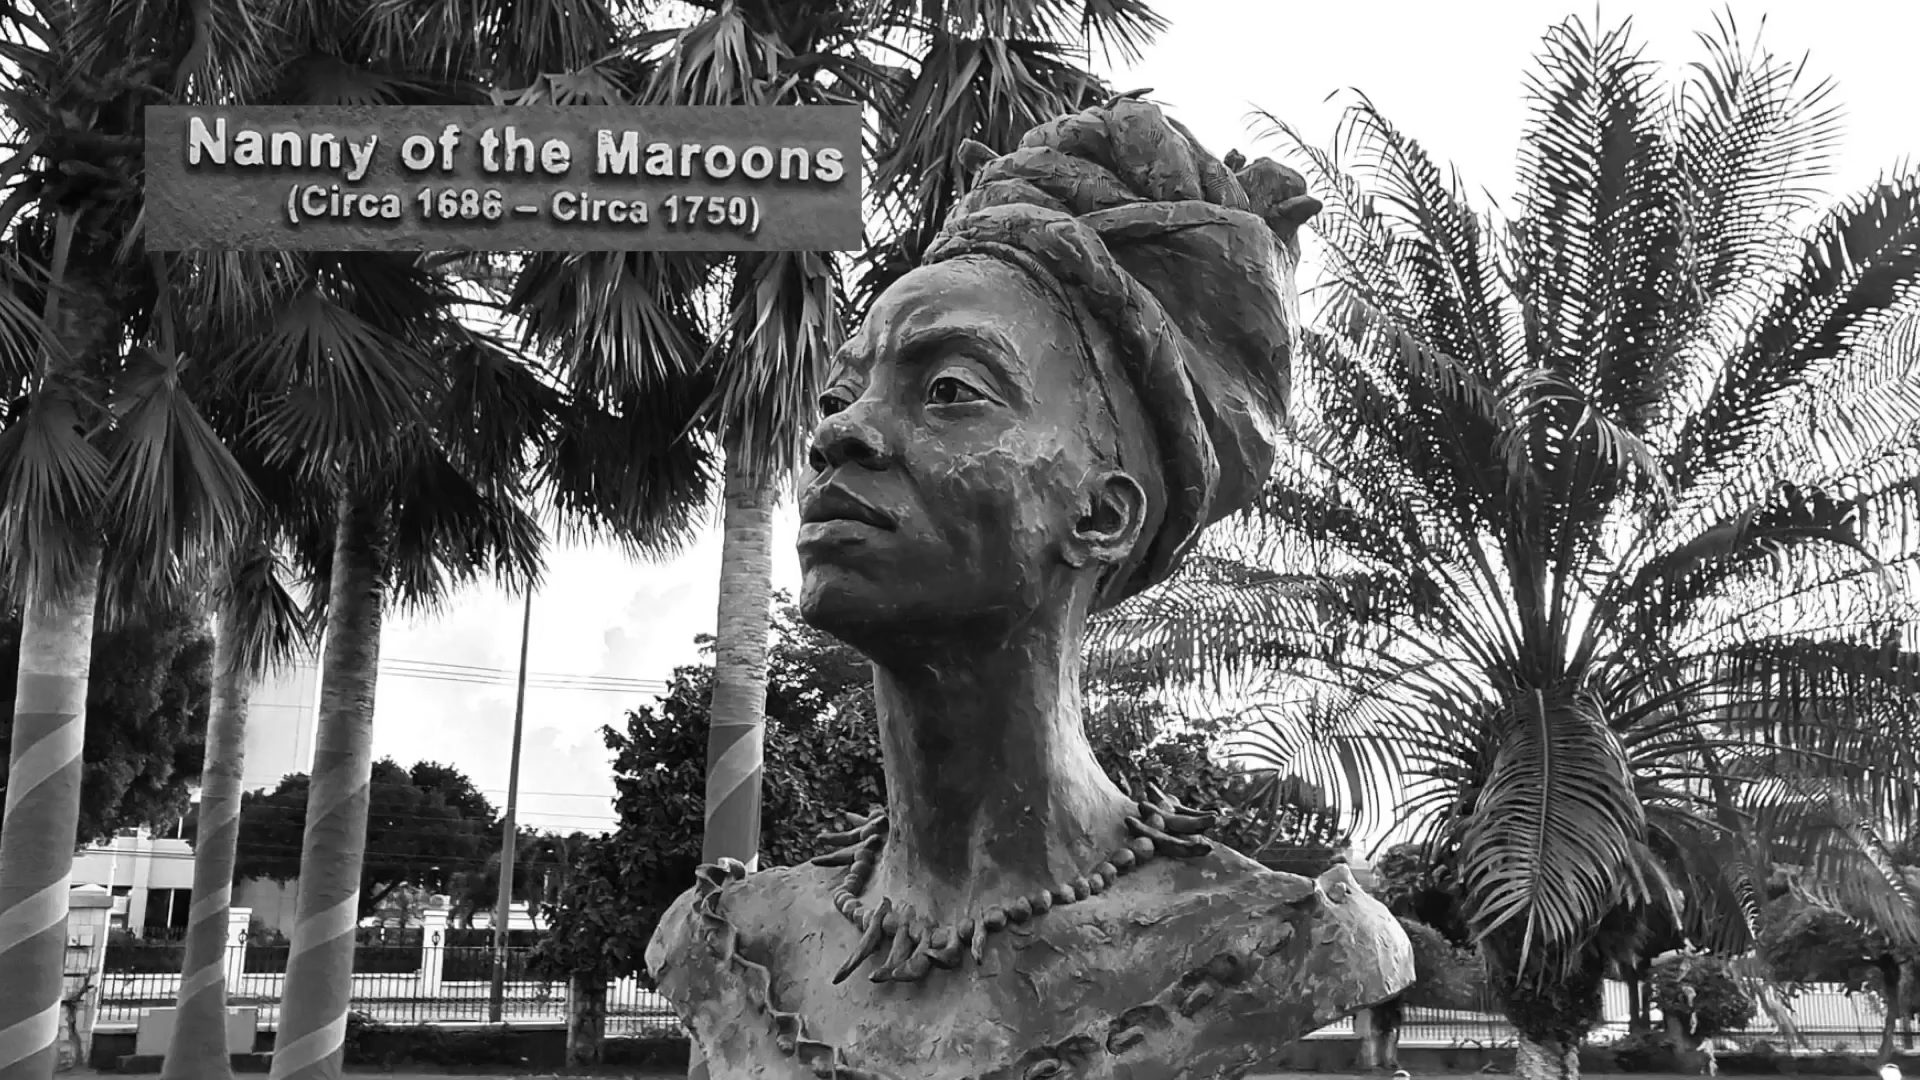 Nanny of the Maroons
(Circa 1686 – Circa 1750)